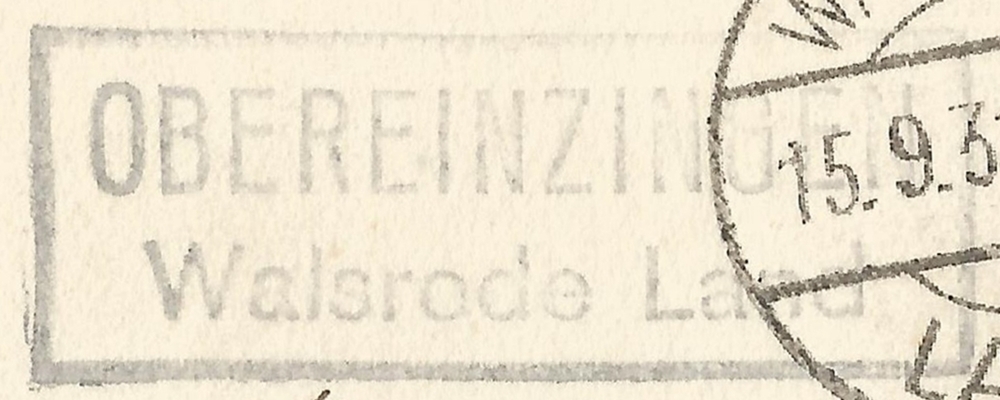 OBEREINZINGEN
Walsrode Land
15.9.3